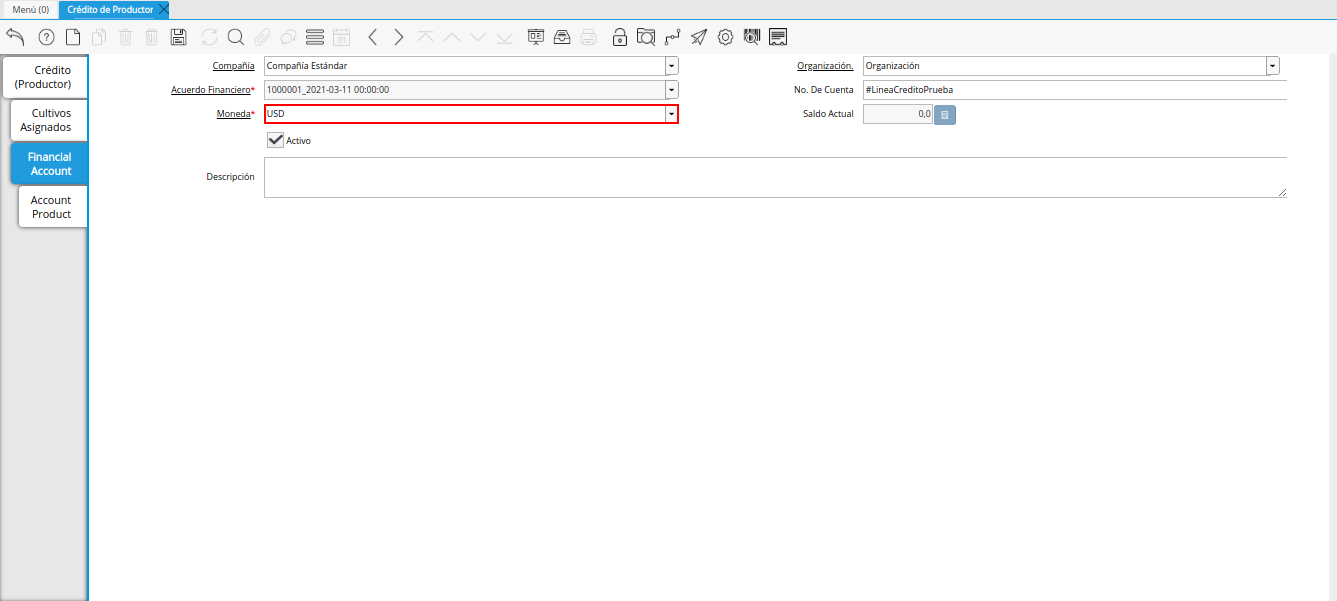 Menú (0)
Crédito de Productor
31
Crédito
(Productor)
Cultivos
Asignados
Financial
Account
Account
Product
Compañía
Compañía Estándar
Organización.
Organización
Acuerdo Financiero*
1000001_2021-03-11 00:00:00
No. De Cuenta
#LineaCreditoPrueba
Moneda*
USD
Saldo Actual
0,0
Activo
Descripción